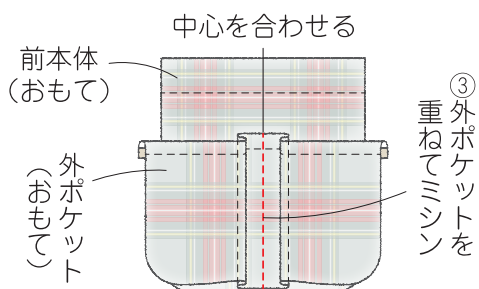 中心を合わせる
前本体
（おもて）
③外ポケットを
重ねてミシン
外ポケット
（おもて）